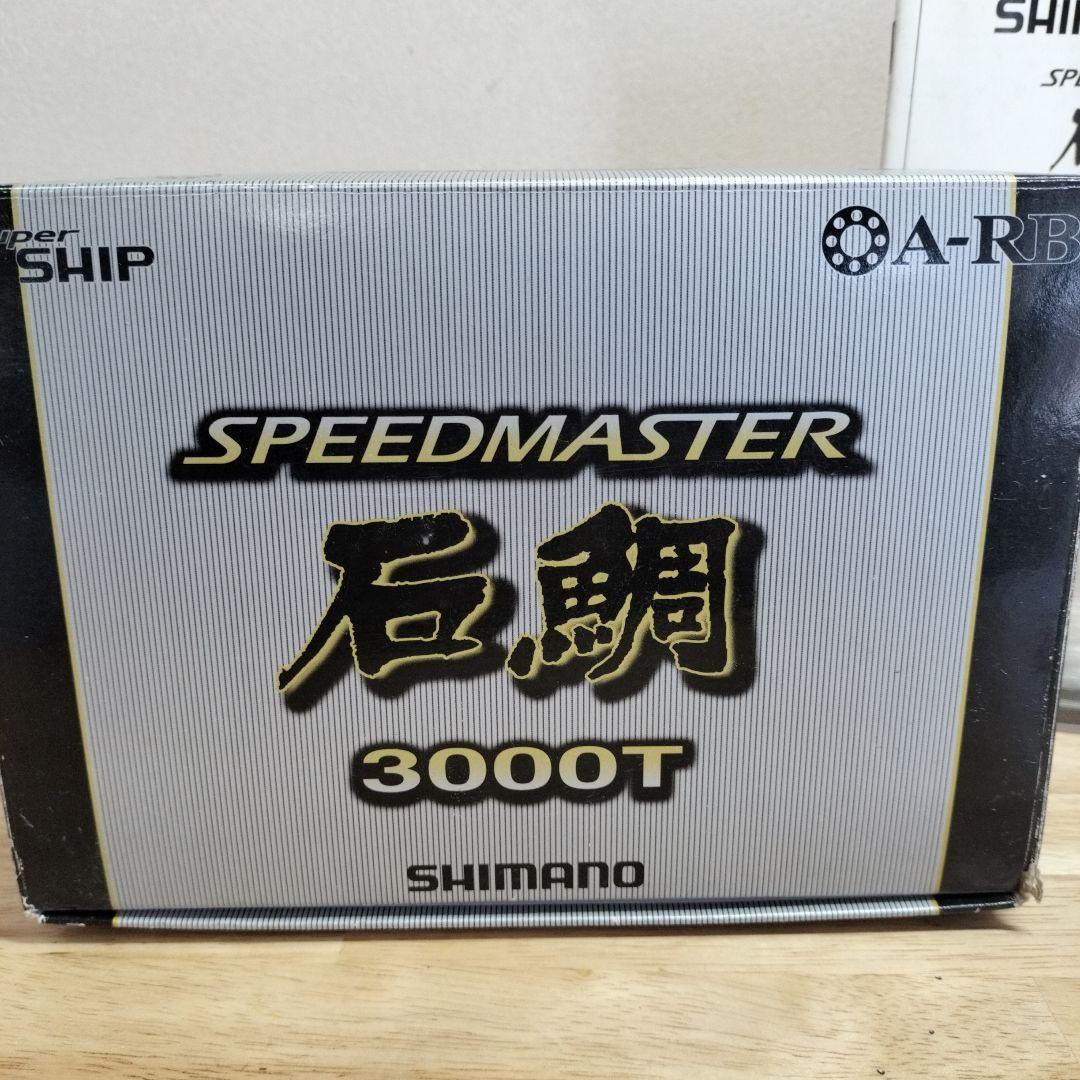 SHIP
A-RB
SPEEDMASTER
石鯛
3000T
SHIMANO